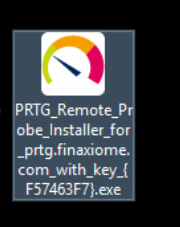 PRTG_Remote_Pr
obe_Installer_for
_prtg.finaxiome.
com_with_key_{
F57463F7}.exe